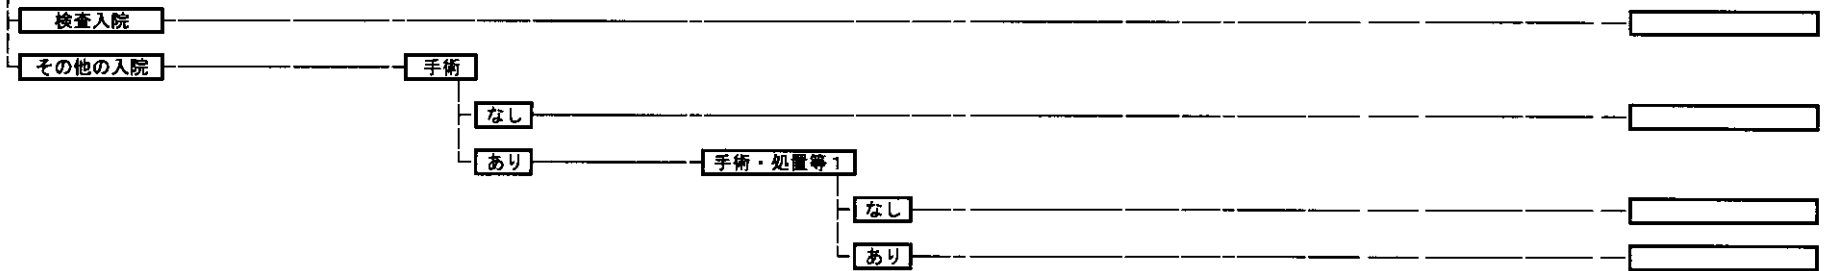 検査入院
その他の入院 手術
なし
あり 手術・処置等1
なし
あり